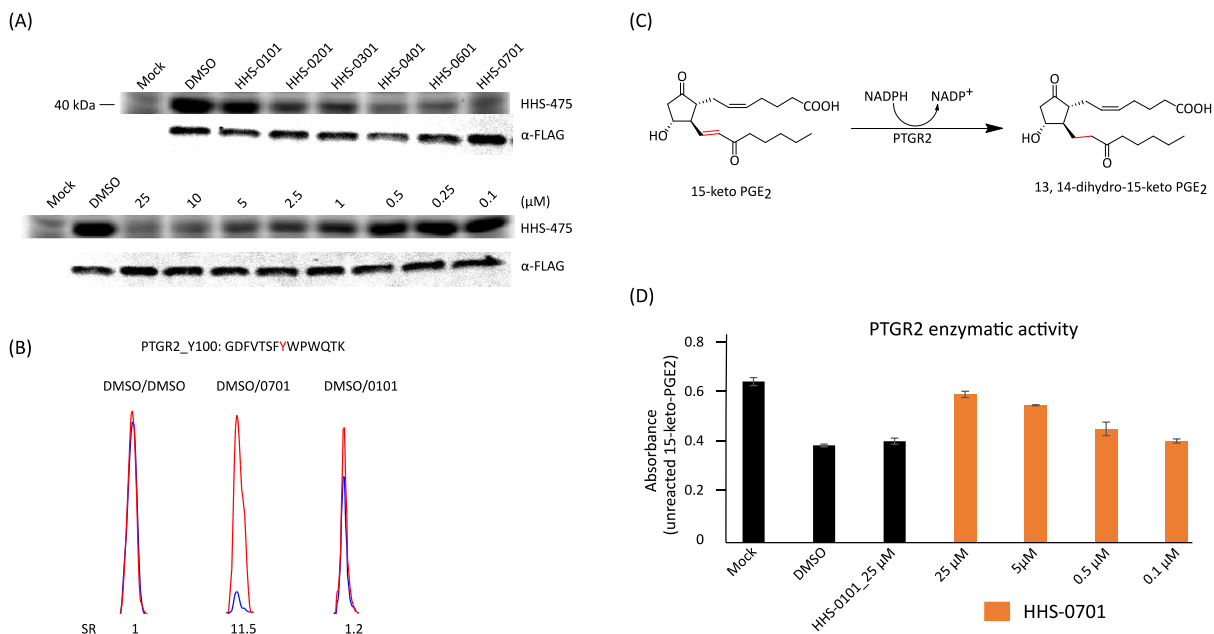 (A)
Mock
DMSO
HHS-0101
HHS-0201
HHS-0301
HHS-0401
HHS-0601
HHS-0701
40 kDa
HHS-475
α-FLAG
Mock
DMSO
25
10
5
2.5
1
0.5
0.25
0.1
(μM)
HHS-475
α-FLAG
(B)
PTGR2_Y100: GDFVTSFYWPWQTK
DMSO/DMSO
DMSO/0701
DMSO/0101
SR
1
11.5
1.2
(C)
O
COOH
HO
O
15-keto PGE2
NADPH
NADP+
PTGR2
O
COOH
HO
O
13, 14-dihydro-15-keto PGE2
(D)
PTGR2 enzymatic activity
Absorbance
(unreacted 15-keto-PGE2)
0.8
0.6
0.4
0.2
0
Mock
DMSO
HHS-0101_25 μM
25 μM
5μM
0.5 μM
0.1 μM
HHS-0701